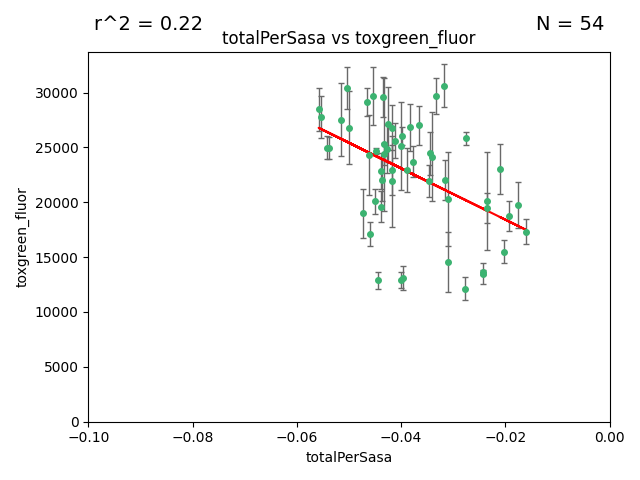 r^2 = 0.22 N = 54
totalPerSasa vs toxgreen_fluor
30000
25000
20000
15000
10000
5000
0
toxgreen_fluor
−0.10 −0.08 −0.06 −0.04 −0.02 0.00
totalPerSasa